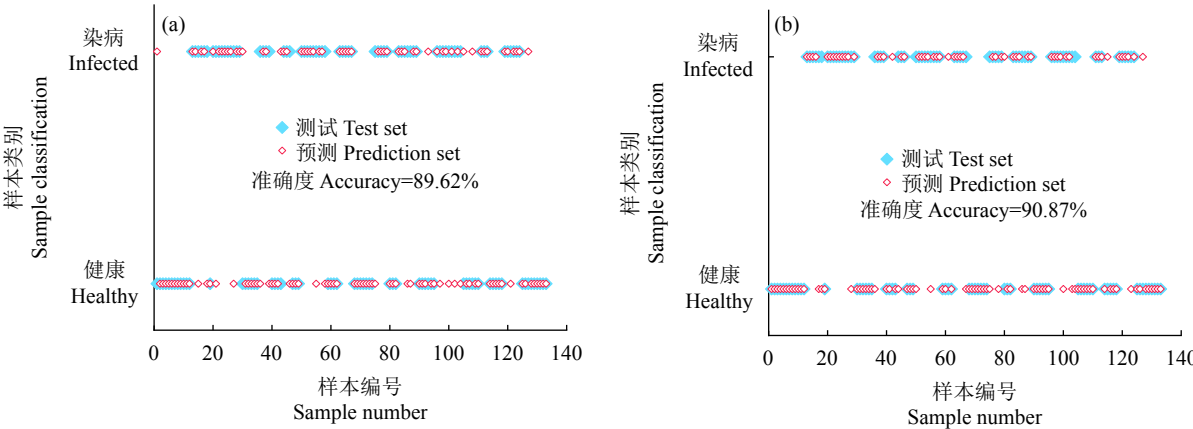 (a)
染病
Infected
样本类别
Sample classification
测试 Test set
预测 Prediction set
准确度 Accuracy=89.62%
健康
Healthy
0 20 40 60 80 100 120 140
样本编号
Sample number
(b)
染病
Infected
样本类别
Sample classification
测试 Test set
预测 Prediction set
准确度 Accuracy=90.87%
健康
Healthy
0 20 40 60 80 100 120 140
样本编号
Sample number